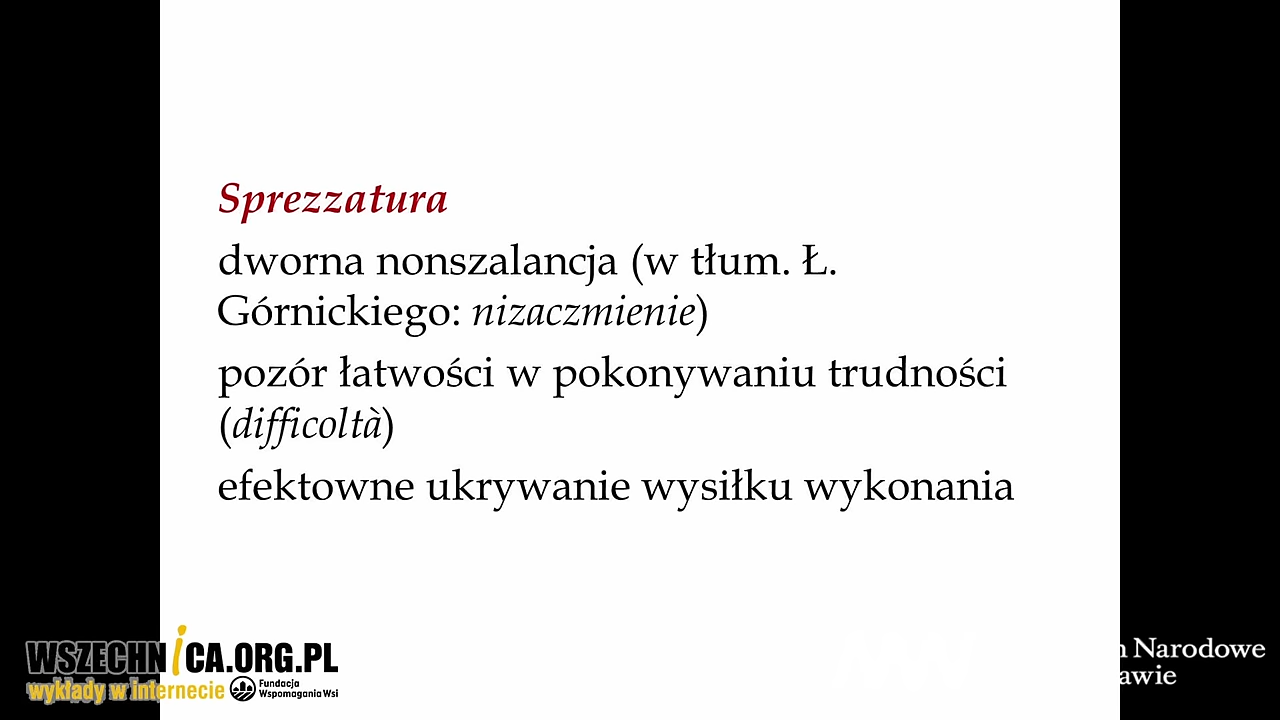 Sprezzatura
dworna nonszalancja (w tłum. Ł.
Górnickiego: nizaczmienie)
pozór łatwości w pokonywaniu trudności
(difficoltà)
efektowne ukrywanie wysiłku wykonania
WSZECHNICA.ORG.PL
wykłady w internecie
Fundacja
Wspomagania Wsi
Narodowe